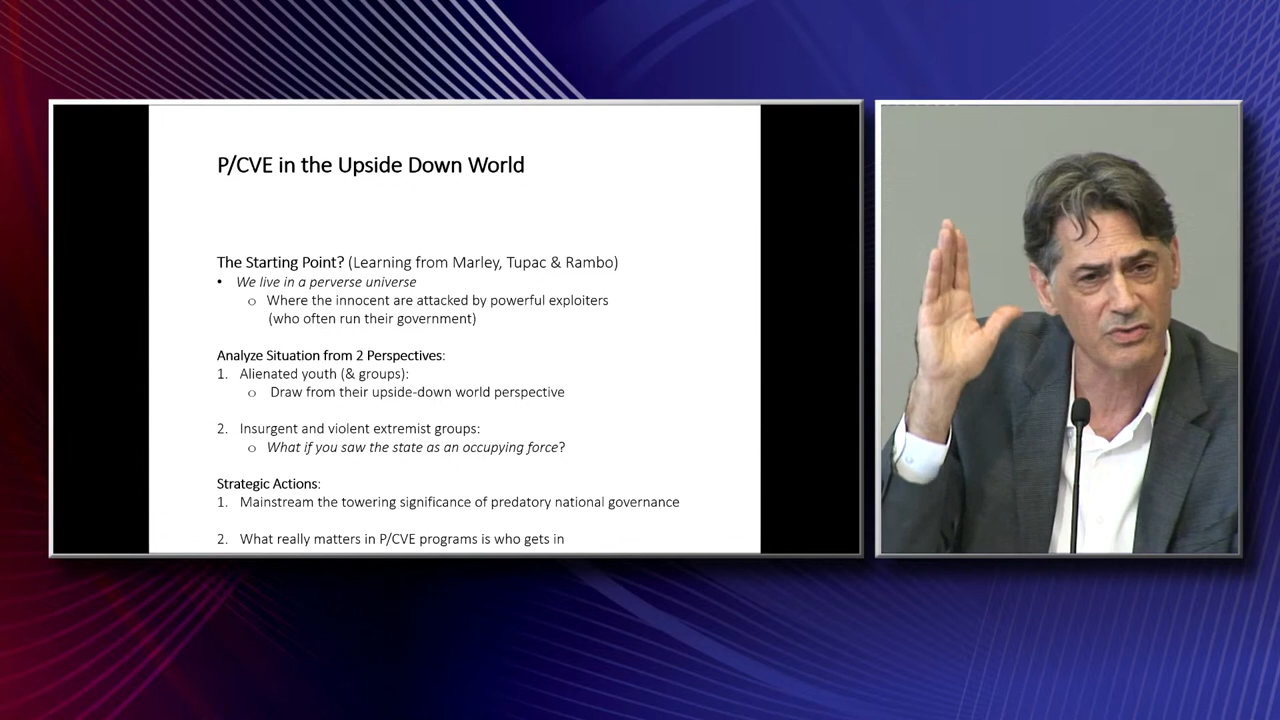 P/CVE in the Upside Down World
The Starting Point? (Learning from Marley, Tupac & Rambo)
• We live in a perverse universe
o Where the innocent are attacked by powerful exploiters
(who often run their government)
Analyze Situation from 2 Perspectives:
1. Alienated youth (& groups):
o Draw from their upside-down world perspective
2. Insurgent and violent extremist groups:
o What if you saw the state as an occupying force?
Strategic Actions:
1. Mainstream the towering significance of predatory national governance
2. What really matters in P/CVE programs is who gets in